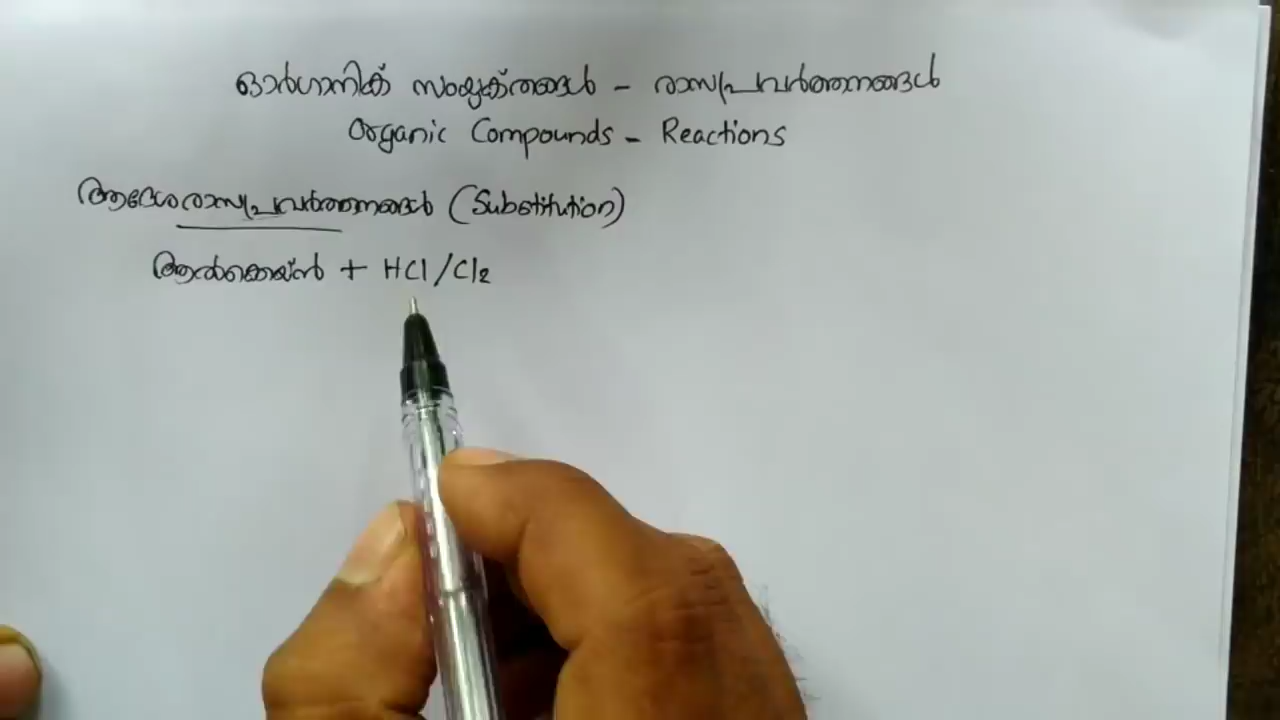 ഓർഗാനിക് സംയുക്തങ്ങൾ - രാസപ്രവർത്തനങ്ങൾ
Organic Compounds - Reactions
ആദേശരാസപ്രവർത്തനങ്ങൾ (Substitution)
ആൽക്കെയ്ൻ + HCl/Cl2